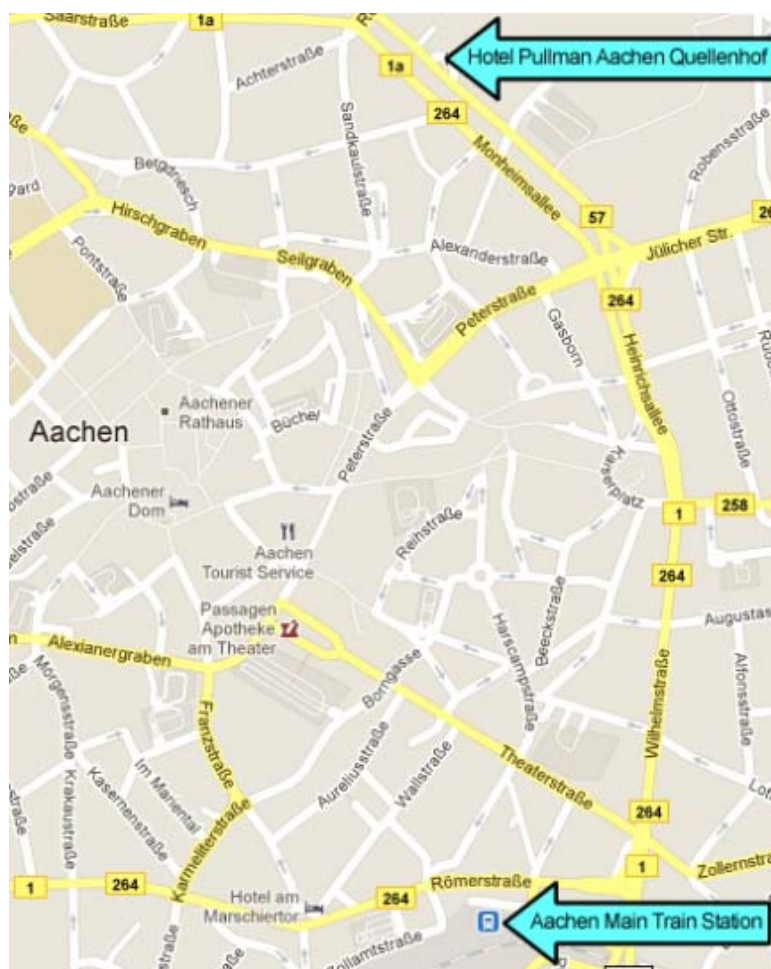 Saarstraße
1a
Hotel Pullman Aachen Quellenhof
Achterstraße
1a
264
Sandkaulstraße
Monheimsallee
Robensstraße
Bergdriesch
Hirschgraben
57
Pontstraße
Seilgraben
Alexanderstraße
Jülicher Str.
Peterstraße
264
Gasborn
Heinrichsallee
Aachener
Rathaus
Aachen
Büchel
Peterstraße
Ottostraße
Kaiserplatz
Aachener
Dom
1
258
Reihstraße
Aachen
Tourist Service
264
Beeckstraße
Passagen
Apotheke
am Theater
Augustas
Alexianergraben
Harscampstraße
Borngasse
Alfonsstraße
Mörgensstraße
Franzstraße
Wilhelmstraße
Aureliusstraße
Wallstraße
Theaterstraße
Im Mariental
Krakaustraße
Kasernenstraße
Karmeliterstraße
264
Lot
1
Zollernstra
1
264
Römerstraße
264
Hotel am
Marschiertor
Aachen Main Train Station
Zollamtstraße